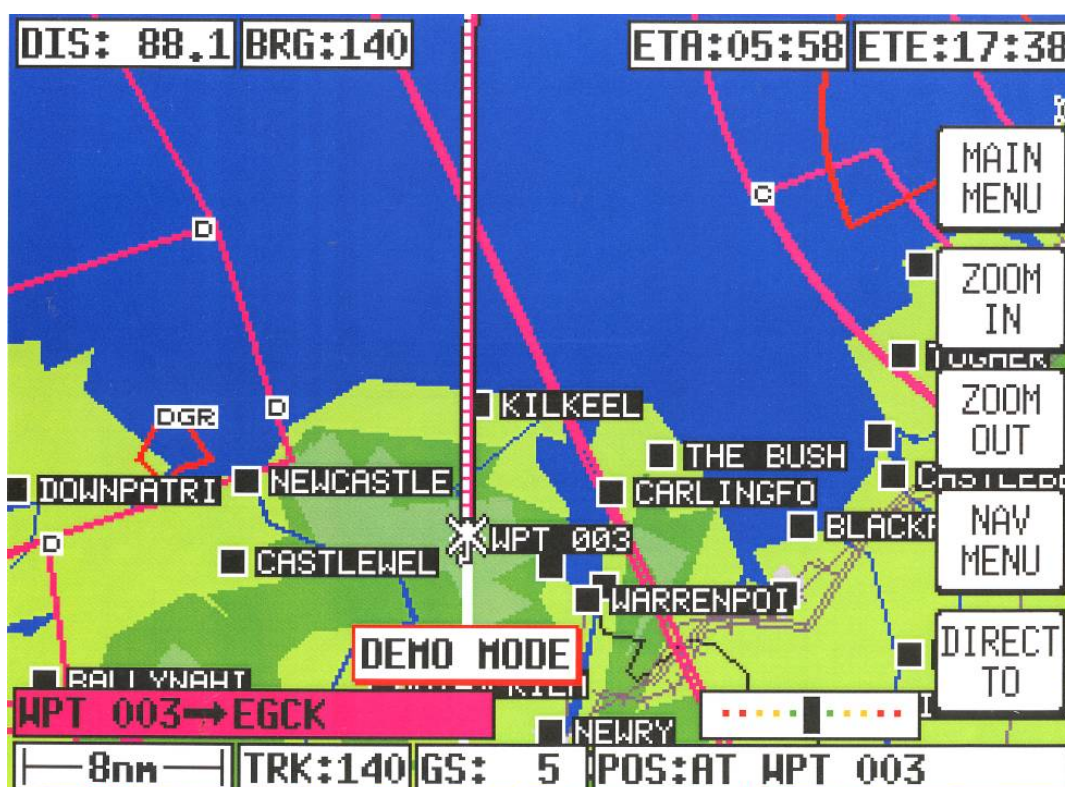 DIS: 88.1
BRG:140
ETA:05:58
ETE:17:38
MAIN
MENU
C
D
ZOOM
IN
ZOOM
OUT
KILKEEL
DGR
D
THE BUSH
NEWCASTLE
DOWNPATRI
CARLINGFO
NAV
MENU
WPT 003
D
CASTLEWEL
WARRENPOI
DIRECT
TO
DEMO MODE
WPT 003→EGCK
NEWRY
8nm
TRK:140
GS: 5
POS:AT WPT 003